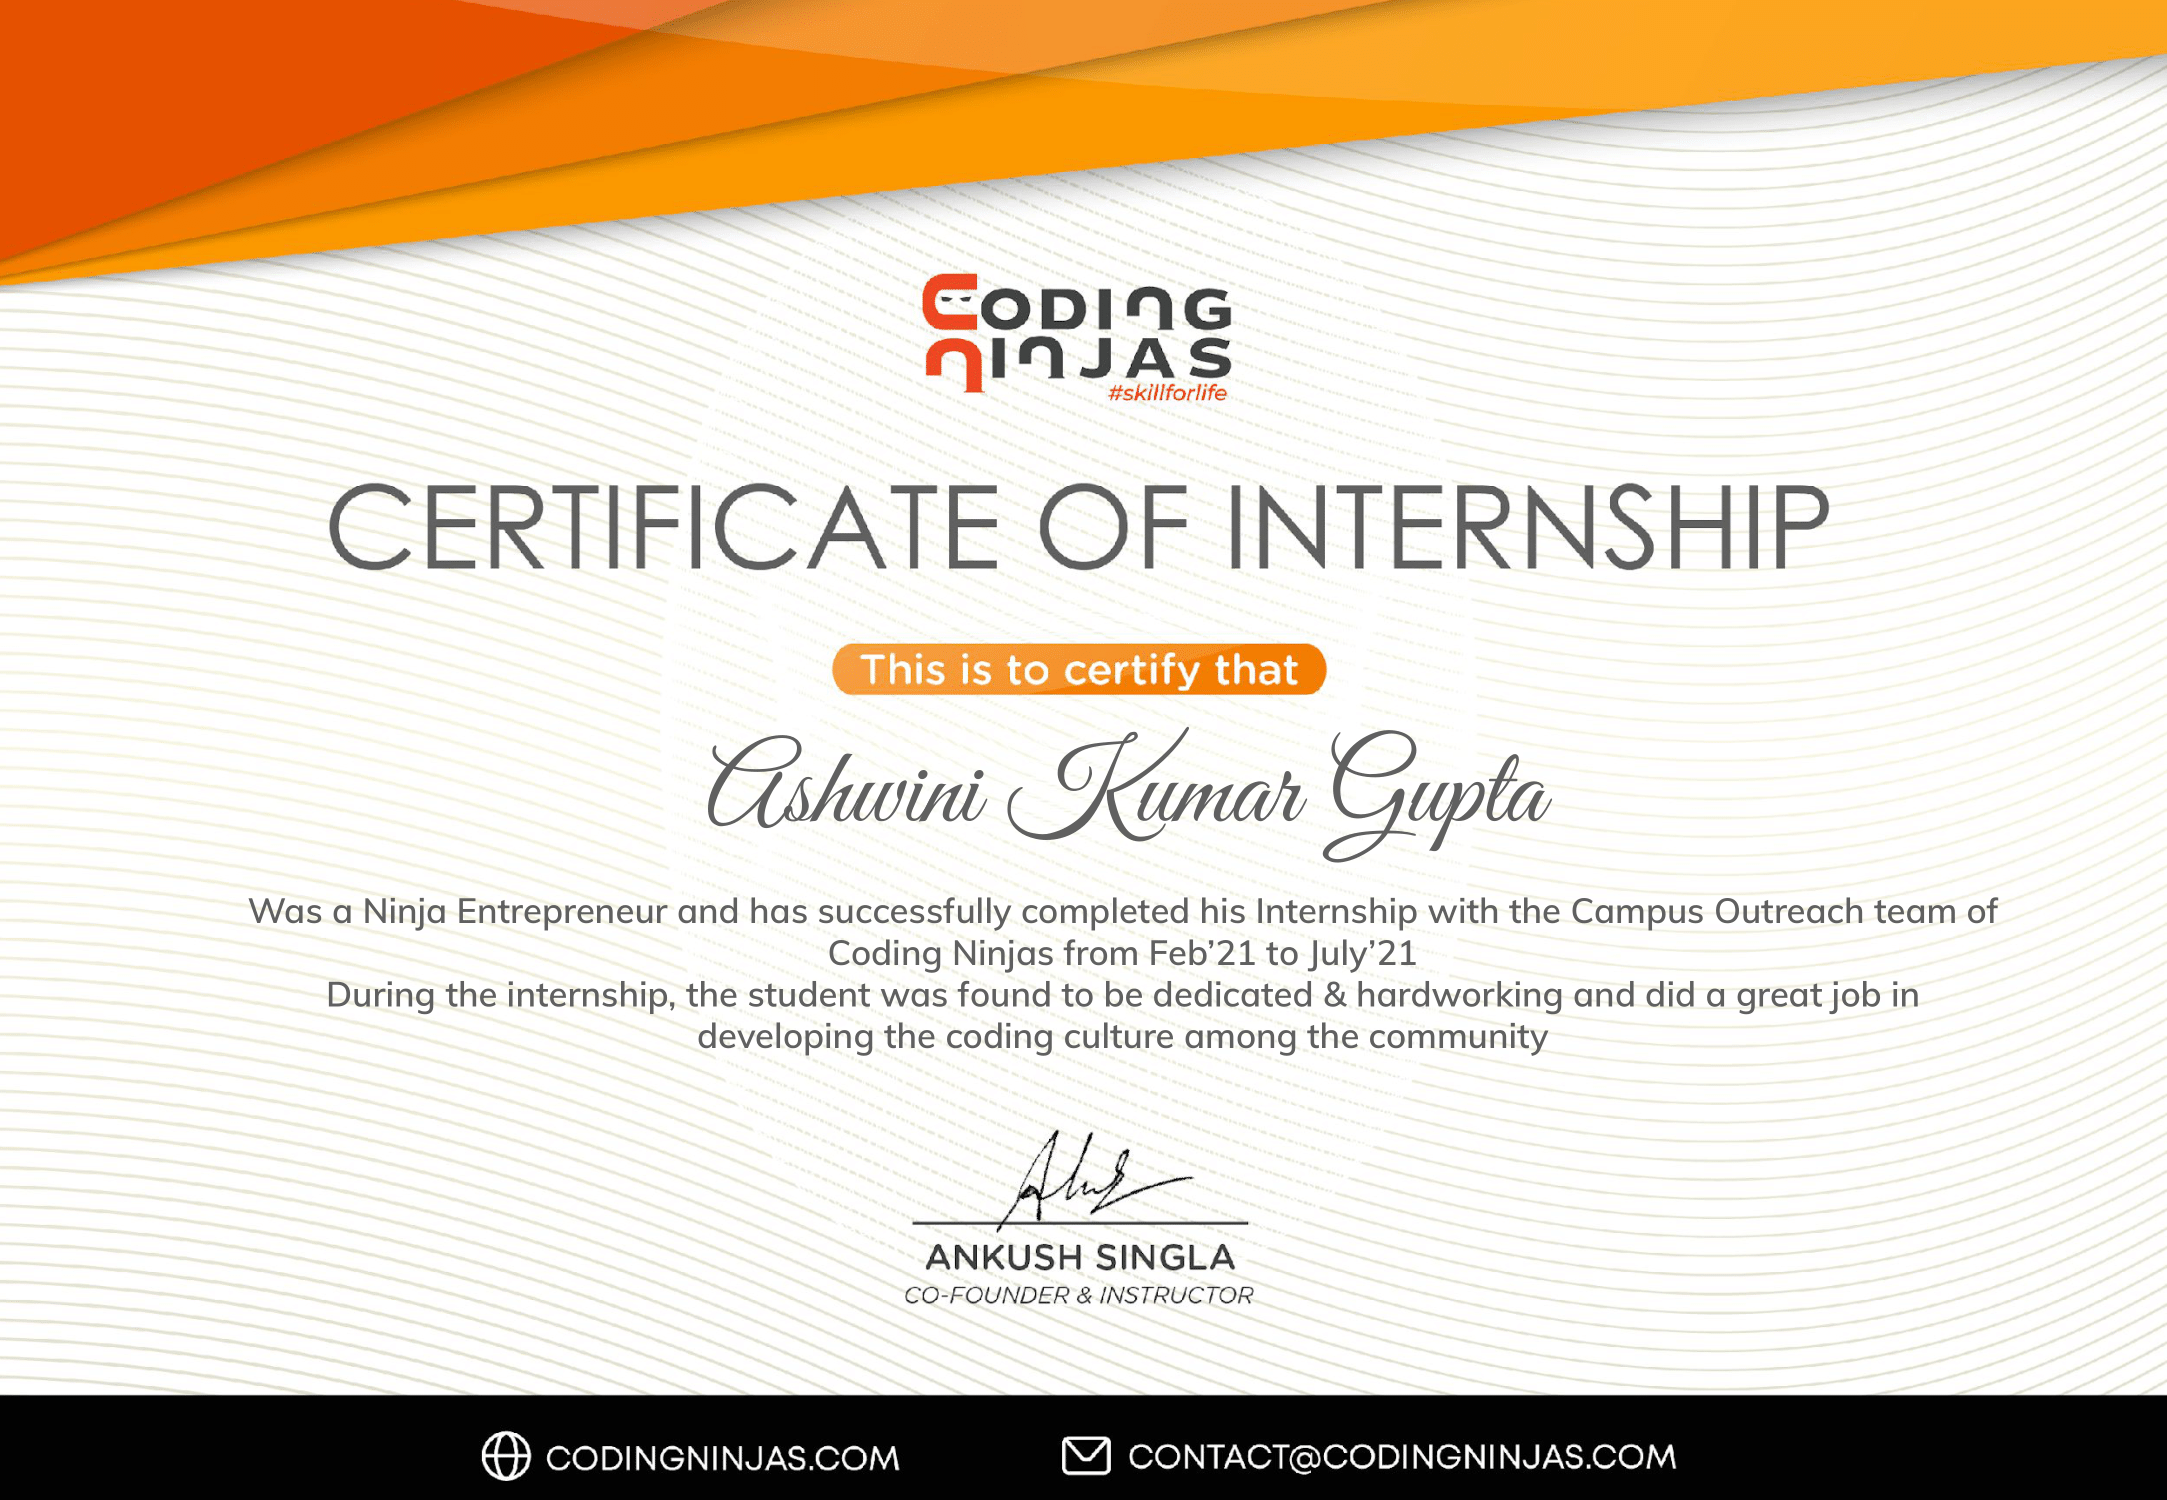 CODING
NINJAS
#skillforlife
CERTIFICATE OF INTERNSHIP
This is to certify that
Ashwini Kumar Gupta
Was a Ninja Entrepreneur and has successfully completed his Internship with the Campus Outreach team of
Coding Ninjas from Feb’21 to July’21
During the internship, the student was found to be dedicated & hardworking and did a great job in
developing the coding culture among the community
ANKUSH SINGLA
CO-FOUNDER & INSTRUCTOR
CODINGNINJAS.COM
CONTACT@CODINGNINJAS.COM